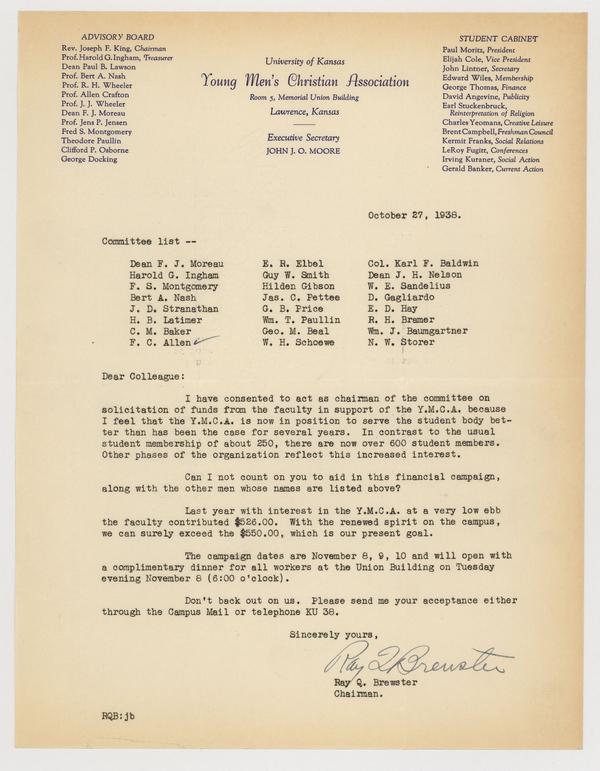 ADVISORY BOARD
Rev. Joseph F. King, Chairman
Prof. Harold G. Ingham, Treasurer
Dean Paul B. Lawson
Prof. Bert A. Nash
Prof. R. H. Wheeler
Prof. Allen Crafton
Prof. J. J. Wheeler
Dean F. J. Moreau
Prof. Jens P. Jensen
Fred S. Montgomery
Theodore Paullin
Clifford P. Osborne
George Docking
University of Kansas
Young Men's Christian Association
Room 5, Memorial Union Building
Lawrence, Kansas
Executive Secretary
JOHN J. O. MOORE
STUDENT CABINET
Paul Moritz, President
Elijah Cole, Vice President
John Lintner, Secretary
Edward Wiles, Membership
George Thomas, Finance
David Angevine, Publicity
Earl Stuckenbruck,
Reinterpretation of Religion
Charles Yeomans, Creative Leisure
Brent Campbell, Freshman Council
Kermit Franks, Social Relations
LeRoy Fugitt, Conferences
Irving Kuraner, Social Action
Gerald Banker, Current Action
October 27, 1938.
Committee list --
Dean F. J. Moreau E. R. Elbel Col. Karl F. Baldwin
Harold G. Ingham Guy W. Smith Dean J. H. Nelson
F. S. Montgomery Hilden Gibson W. E. Sandelius
Bert A. Nash Jas. C. Pettee D. Gagliardo
J. D. Stranathan G. B. Price E. D. Hay
H. B. Latimer Wm. T. Paullin R. H. Bramer
C. M. Baker Geo. M. Beal Wm. J. Baumgartner
F. C. Allen W. H. Schoewe N. W. Storer
Dear Colleague:
I have consented to act as chairman of the committee on
solicitation of funds from the faculty in support of the Y.M.C.A. because
I feel that the Y.M.C.A. is now in position to serve the student body bet-
ter than has been the case for several years. In contrast to the usual
student membership of about 250, there are now over 600 student members.
Other phases of the organization reflect this increased interest.
Can I not count on you to aid in this financial campaign,
along with the other men whose names are listed above?
Last year with interest in the Y.M.C.A. at a very low ebb
the faculty contributed $526.00. With the renewed spirit on the campus,
we can surely exceed the $550.00, which is our present goal.
The campaign dates are November 8, 9, 10 and will open with
a complimentary dinner for all workers at the Union Building on Tuesday
evening November 8 (6:00 o'clock).
Don't back out on us. Please send me your acceptance either
through the Campus Mail or telephone KU 38.
Sincerely yours,
Ray Q Brewster
Ray Q. Brewster
Chairman.
RQB:jb